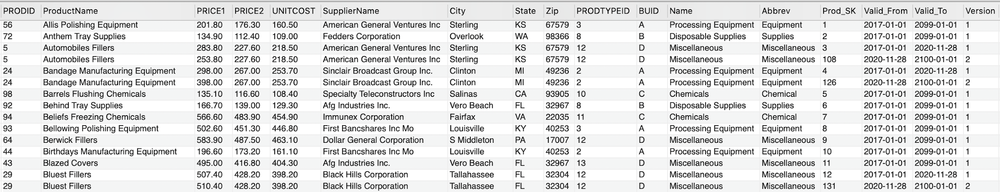 PRODID ProductName PRICE1 PRICE2 UNITCOST SupplierName City State Zip PRODTYPEID BUID Name Abbrev Prod_SK Valid_From Valid_To Version
56 Allis Polishing Equipment 201.80 176.30 160.50 American General Ventures Inc Sterling KS 67579 3 A Processing Equipment Equipment 1 2017-01-01 2099-01-01 1
72 Anthem Tray Supplies 134.90 112.40 109.00 Fedders Corporation Overlook WA 98366 8 B Disposable Supplies Supplies 2 2017-01-01 2099-01-01 1
5 Automobiles Fillers 283.80 227.60 218.50 American General Ventures Inc Sterling KS 67579 12 D Miscellaneous Miscellaneous 3 2017-01-01 2020-11-28 1
5 Automobiles Fillers 253.80 227.60 218.50 American General Ventures Inc Sterling KS 67579 12 D Miscellaneous Miscellaneous 108 2020-11-28 2100-01-01 2
24 Bandage Manufacturing Equipment 298.00 267.00 253.70 Sinclair Broadcast Group Inc. Clinton MI 49236 2 A Processing Equipment Equipment 4 2017-01-01 2020-11-28 1
24 Bandage Manufacturing Equipment 398.00 267.00 253.70 Sinclair Broadcast Group Inc. Clinton MI 49236 2 A Processing Equipment Equipment 126 2020-11-28 2100-01-01 2
98 Barrels Flushing Chemicals 135.10 116.60 108.40 Specialty Teleconstructors Inc Salinas CA 93905 10 C Chemicals Chemical 5 2017-01-01 2099-01-01 1
92 Behind Tray Supplies 166.70 139.00 129.30 Afg Industries Inc. Vero Beach FL 32967 8 B Disposable Supplies Supplies 6 2017-01-01 2099-01-01 1
94 Beliefs Freezing Chemicals 566.60 483.90 454.90 Immunex Corporation Fairfax VA 22035 11 C Chemicals Chemical 7 2017-01-01 2099-01-01 1
93 Bellowing Polishing Equipment 502.60 451.30 446.80 First Bancshares Inc Mo Louisville KY 40253 3 A Processing Equipment Equipment 8 2017-01-01 2099-01-01 1
64 Berwick Fillers 583.90 487.50 463.10 Dollar General Corporation S Middleton PA 17007 12 D Miscellaneous Miscellaneous 9 2017-01-01 2099-01-01 1
44 Birthdays Manufacturing Equipment 196.60 173.20 161.10 First Bancshares Inc Mo Louisville KY 40253 2 A Processing Equipment Equipment 10 2017-01-01 2099-01-01 1
43 Blazed Covers 495.00 416.80 404.30 Afg Industries Inc. Vero Beach FL 32967 13 D Miscellaneous Miscellaneous 11 2017-01-01 2099-01-01 1
29 Bluest Fillers 507.40 428.20 398.20 Black Hills Corporation Tallahassee FL 32304 12 D Miscellaneous Miscellaneous 12 2017-01-01 2020-11-28 1
29 Bluest Fillers 510.40 428.20 398.20 Black Hills Corporation Tallahassee FL 32304 12 D Miscellaneous Miscellaneous 131 2020-11-28 2100-01-01 2